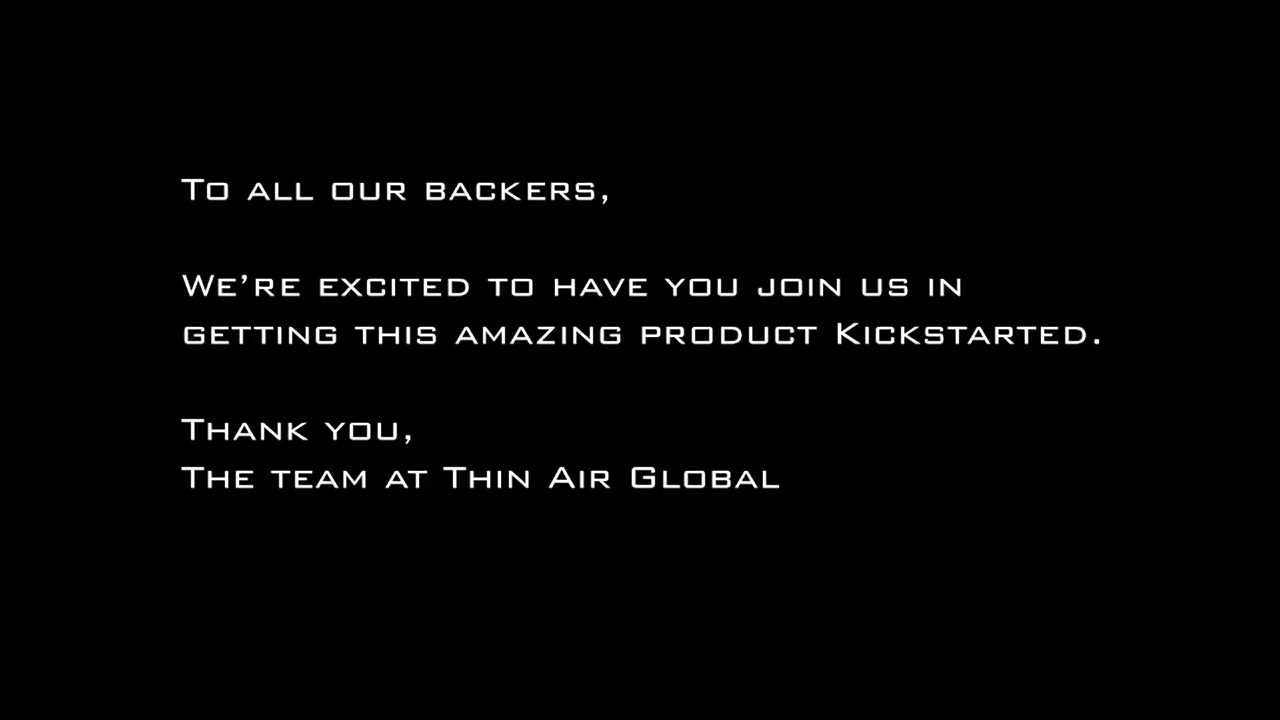 To all our backers,
We’re excited to have you join us in
getting this amazing product Kickstarted.
Thank you,
The team at Thin Air Global